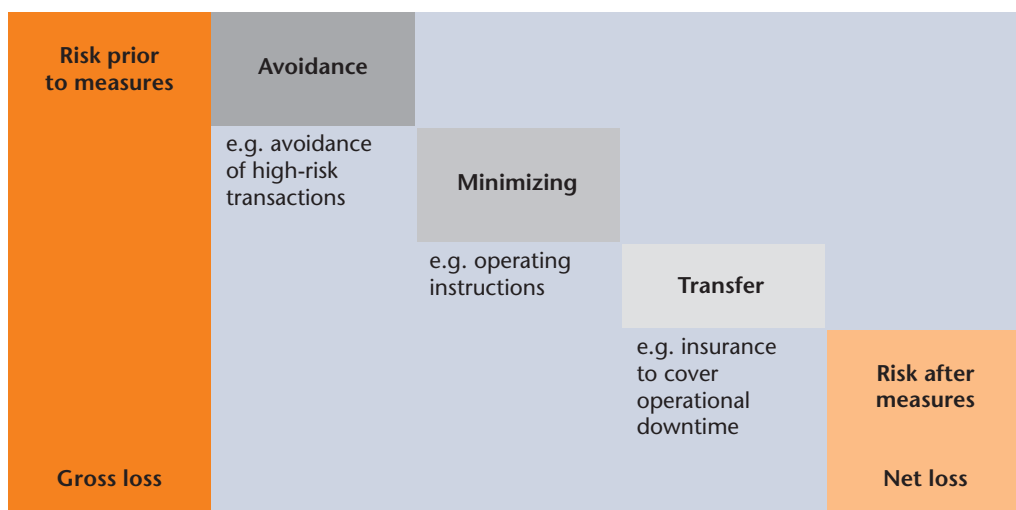 Risk prior
to measures
Avoidance
e.g. avoidance
of high-risk
transactions
Minimizing
e.g. operating
instructions
Transfer
e.g. insurance
to cover
operational
downtime
Risk after
measures
Gross loss
Net loss